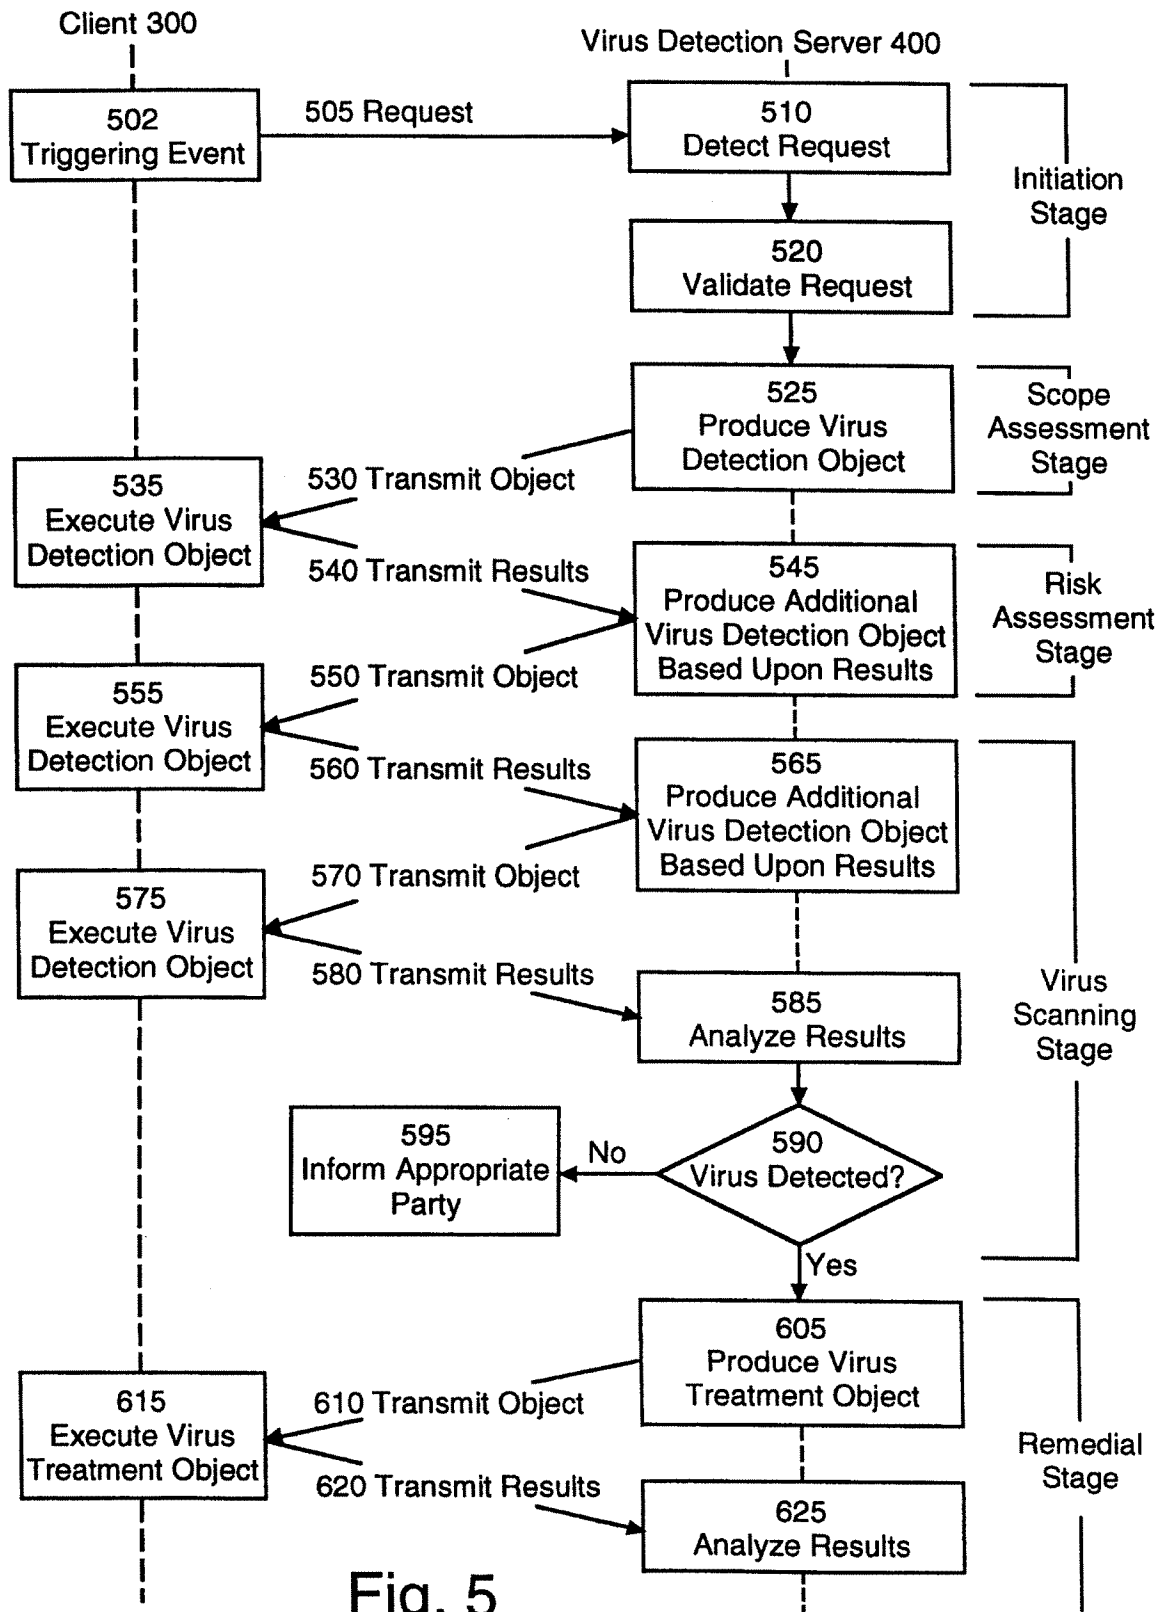 Client 300
Virus Detection Server 400
502
Triggering Event
505 Request
510
Detect Request
Initiation
Stage
520
Validate Request
525
Produce Virus
Detection Object
Scope
Assessment
Stage
530 Transmit Object
535
Execute Virus
Detection Object
540 Transmit Results
545
Produce Additional
Virus Detection Object
Based Upon Results
Risk
Assessment
Stage
550 Transmit Object
555
Execute Virus
Detection Object
560 Transmit Results
565
Produce Additional
Virus Detection Object
Based Upon Results
570 Transmit Object
575
Execute Virus
Detection Object
580 Transmit Results
585
Analyze Results
Virus
Scanning
Stage
590
Virus Detected?
No
595
Inform Appropriate
Party
Yes
605
Produce Virus
Treatment Object
610 Transmit Object
615
Execute Virus
Treatment Object
620 Transmit Results
625
Analyze Results
Remedial
Stage
Fig. 5